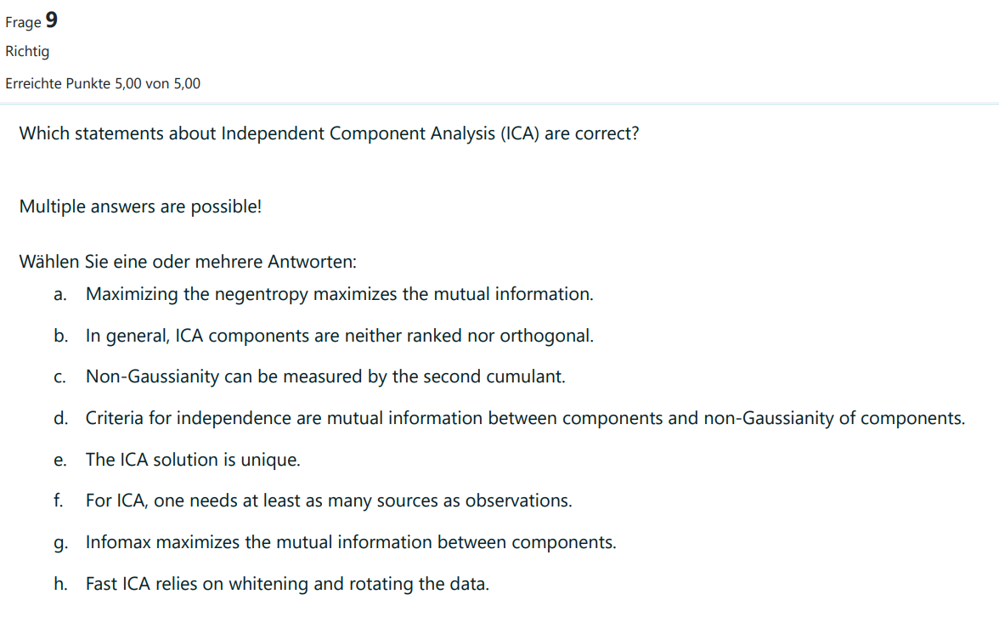 Frage 9
Richtig
Erreichte Punkte 5,00 von 5,00
Which statements about Independent Component Analysis (ICA) are correct?
Multiple answers are possible!
Wählen Sie eine oder mehrere Antworten:
a. Maximizing the negentropy maximizes the mutual information.
b. In general, ICA components are neither ranked nor orthogonal.
c. Non-Gaussianity can be measured by the second cumulant.
d. Criteria for independence are mutual information between components and non-Gaussianity of components.
e. The ICA solution is unique.
f. For ICA, one needs at least as many sources as observations.
g. Infomax maximizes the mutual information between components.
h. Fast ICA relies on whitening and rotating the data.